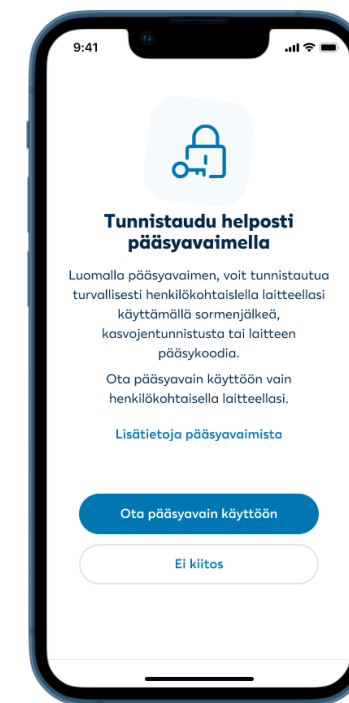 9:41
Tunnistaudu helposti
pääsyavaimella
Luomalla pääsyavaimen, voit tunnistautua
turvallisesti henkilökohtaislella laitteellasi
käyttämällä sormenjälkeä,
kasvojentunnistusta tai laitteen
pääsykoodia.
Ota pääsyavain käyttöön vain
henkilökohtaisella laitteellasi.
Lisätietoja pääsyavaimista
Ota pääsyavain käyttöön
Ei kiitos